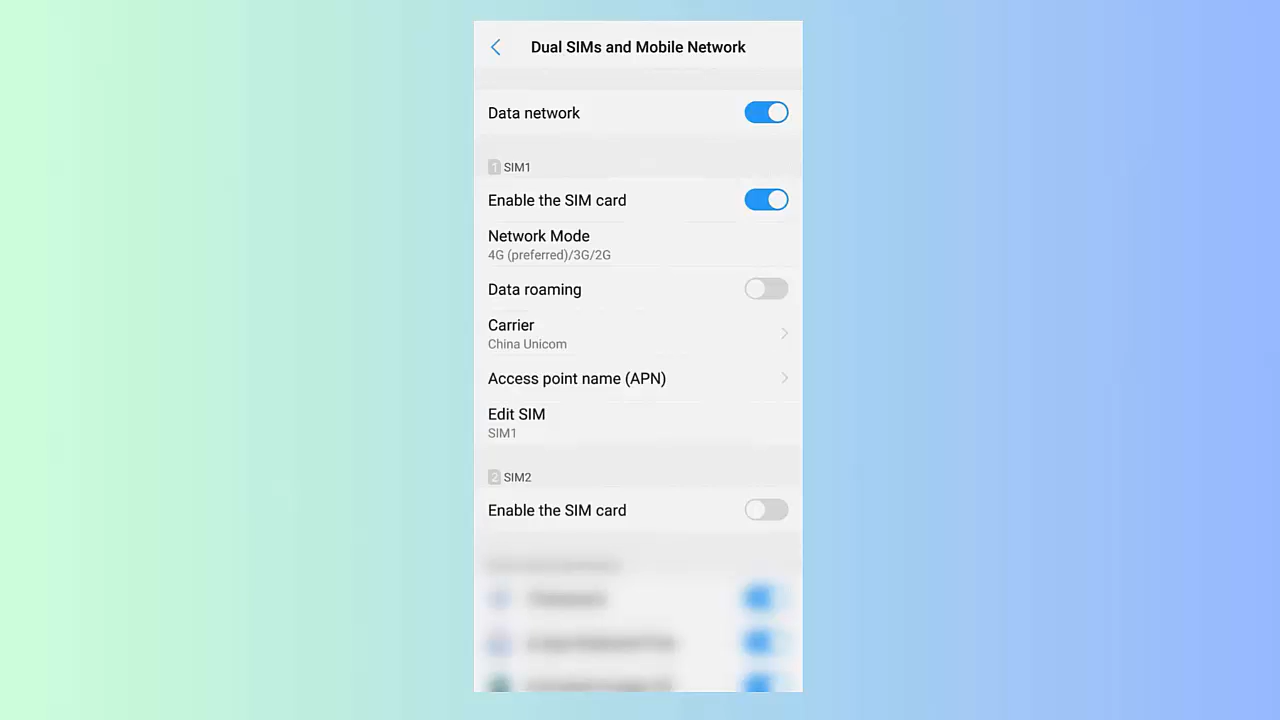 Dual SIMs and Mobile Network
Data network
1 SIM1
Enable the SIM card
Network Mode
4G (preferred)/3G/2G
Data roaming
Carrier
China Unicom
Access point name (APN)
Edit SIM
SIM1
2 SIM2
Enable the SIM card